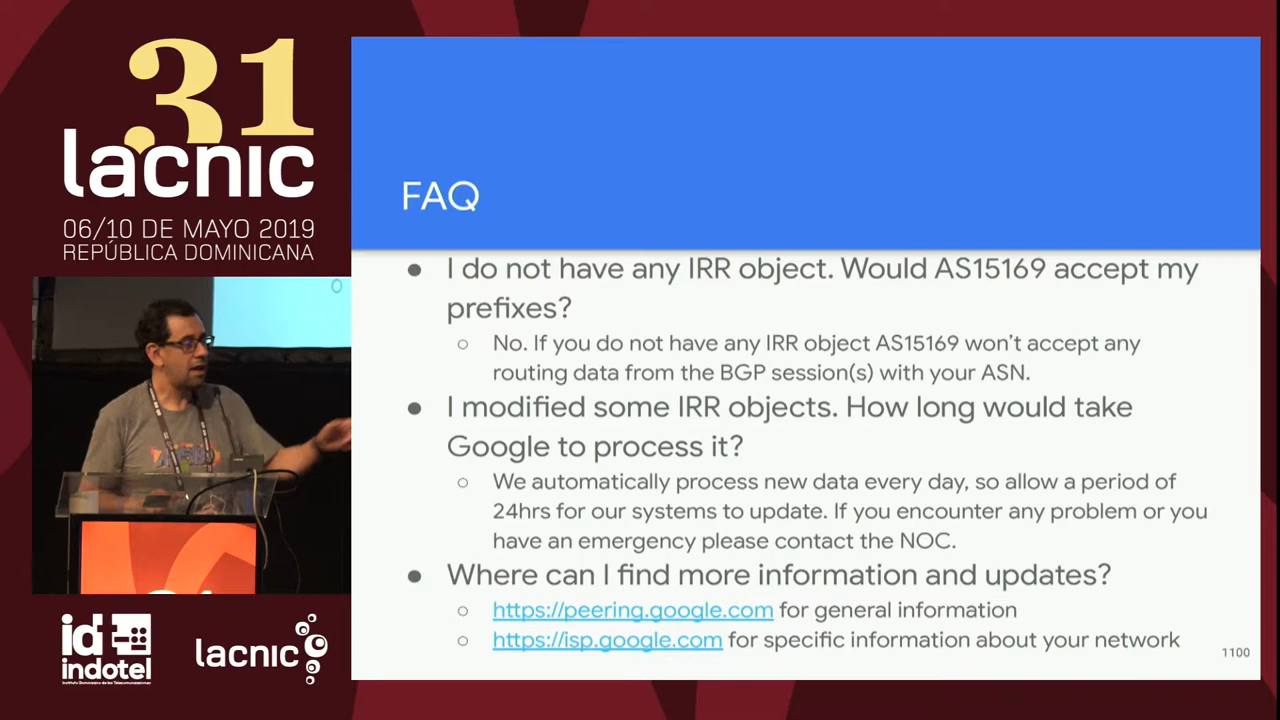 31
lacnic
06/10 DE MAYO 2019
REPÚBLICA DOMINICANA
FAQ
● I do not have any IRR object. Would AS15169 accept my
prefixes?
○ No. If you do not have any IRR object AS15169 won't accept any
routing data from the BGP session(s) with your ASN.
● I modified some IRR objects. How long would take
Google to process it?
○ We automatically process new data every day, so allow a period of
24hrs for our systems to update. If you encounter any problem or you
have an emergency please contact the NOC.
● Where can I find more information and updates?
○ https://peering.google.com for general information
○ https://isp.google.com for specific information about your network
1100
id
indotel
Instituto Dominicano de las Telecomunicaciones
lacnic